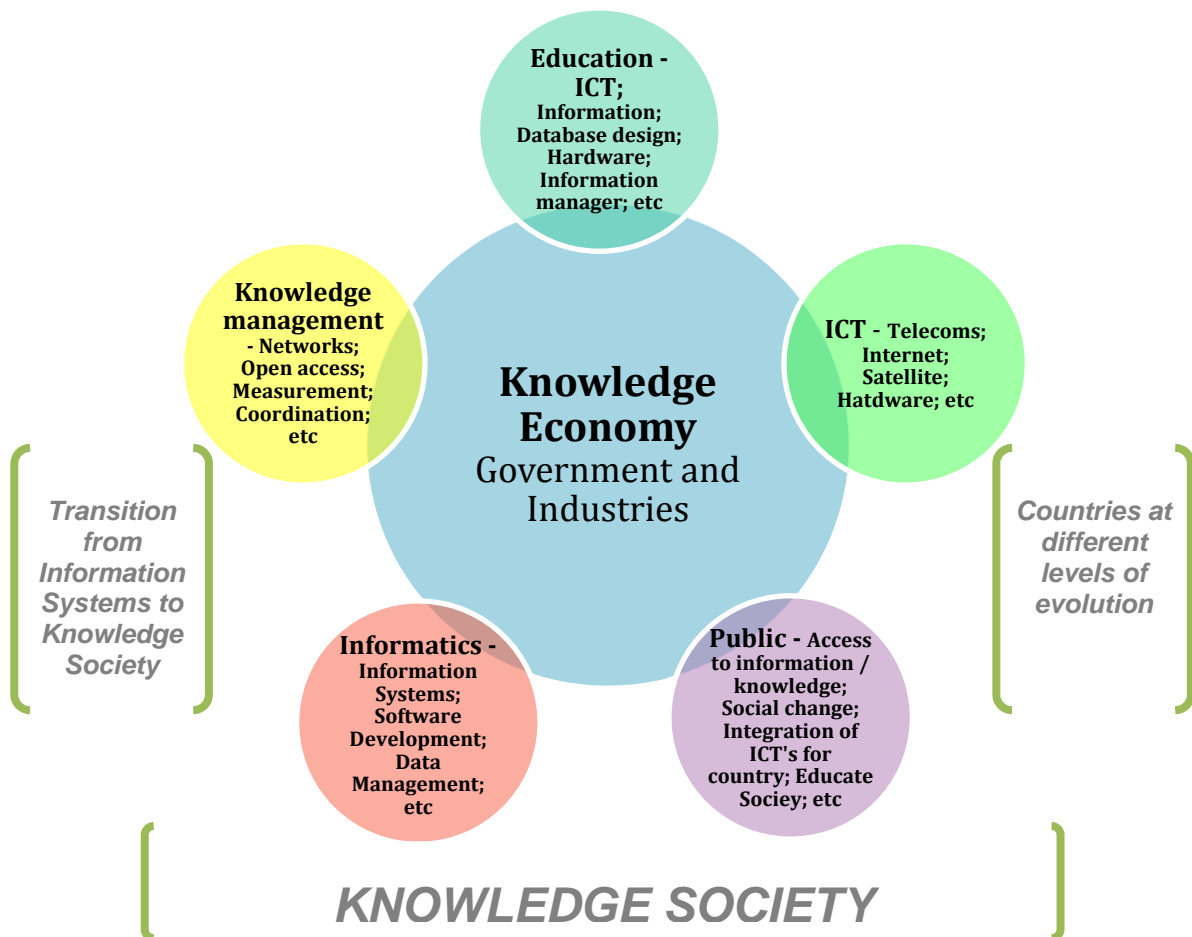 Education -
ICT;
Information;
Database design;
Hardware;
Information
manager; etc
Knowledge
management
- Networks;
Open access;
Measurement;
Coordination;
etc
ICT - Telecoms;
Internet;
Satellite;
Hatdware; etc
Knowledge
Economy
Government and
Industries
Transition
from
Information
Systems to
Knowledge
Society
Countries at
different
levels of
evolution
Informatics -
Information
Systems;
Software
Development;
Data
Management;
etc
Public - Access
to information /
knowledge;
Social change;
Integration of
ICT's for
country; Educate
Sociey; etc
KNOWLEDGE SOCIETY